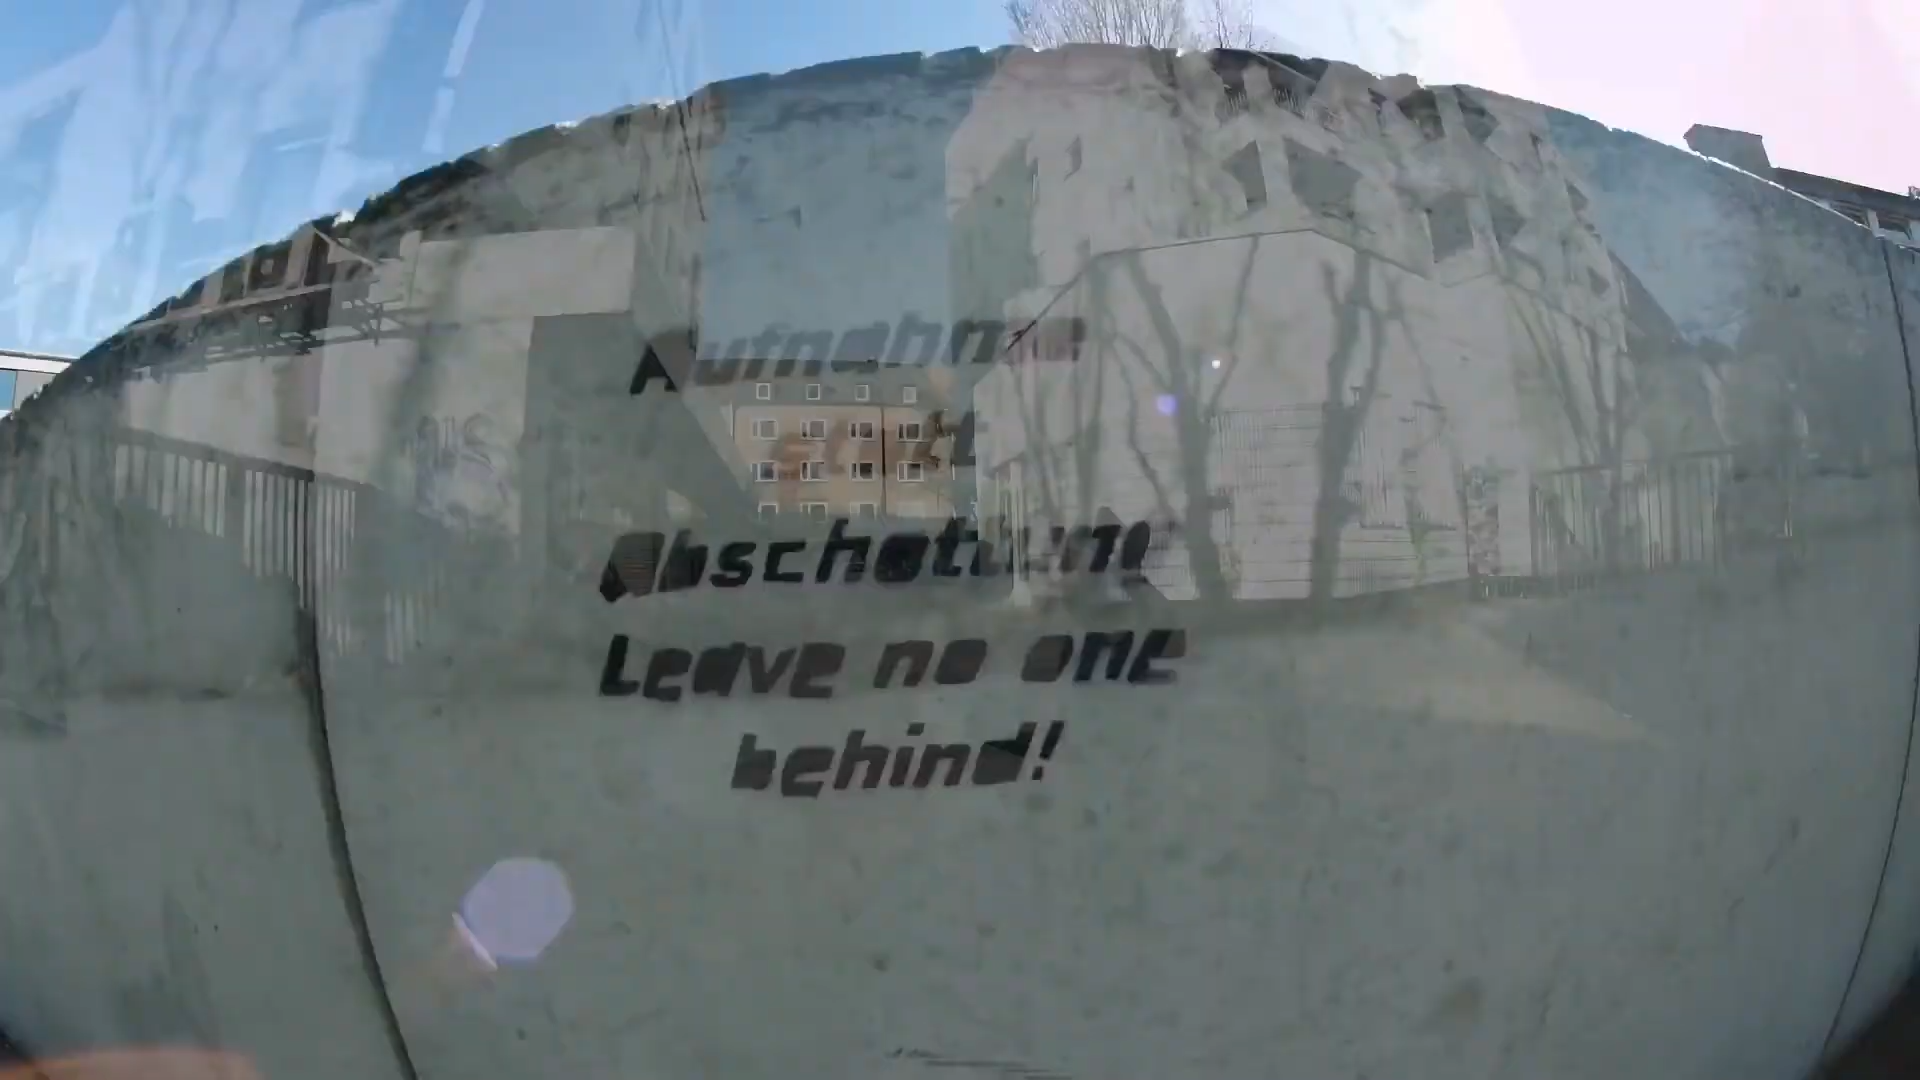 Aufnahme
statt
Abschottung
Leave no one
behind!